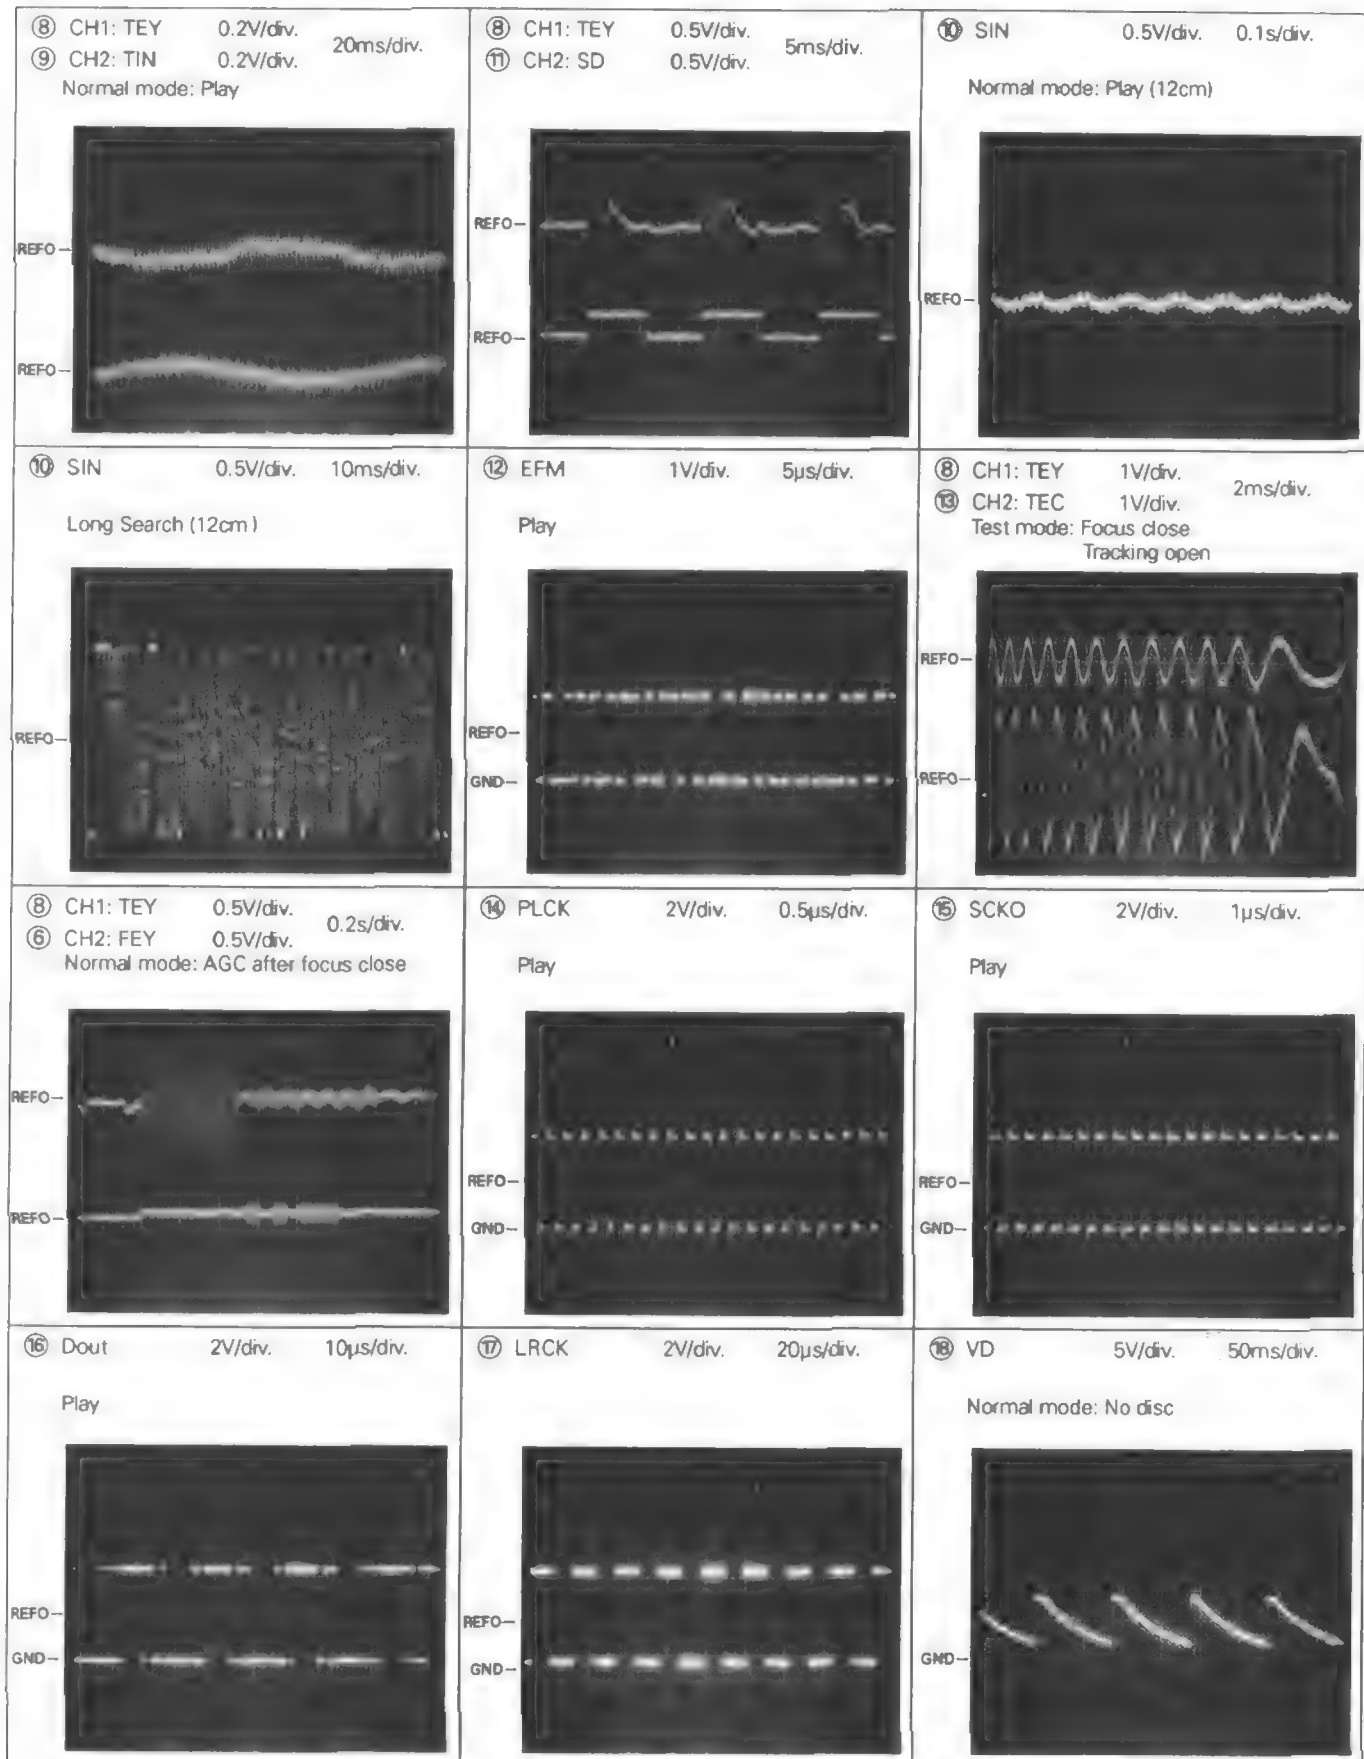 ⑧ CH1: TEY 0.2V/div. 20ms/div.
⑨ CH2: TIN 0.2V/div.
Normal mode: Play
REFO
REFO
⑧ CH1: TEY 0.5V/div. 5ms/div.
⑪ CH2: SD 0.5V/div.
REFO
REFO
⑩ SIN 0.5V/div. 0.1s/div.
Normal mode: Play (12cm)
REFO
⑩ SIN 0.5V/div. 10ms/div.
Long Search (12cm)
REFO
⑫ EFM 1V/div. 5µs/div.
Play
REFO
GND
⑧ CH1: TEY 1V/div. 2ms/div.
⑬ CH2: TEC 1V/div.
Test mode: Focus close
Tracking open
REFO
REFO
⑧ CH1: TEY 0.5V/div. 0.2s/div.
⑥ CH2: FEY 0.5V/div.
Normal mode: AGC after focus close
REFO
REFO
⑭ PLCK 2V/div. 0.5µs/div.
Play
REFO
GND
⑮ SCKO 2V/div. 1µs/div.
Play
REFO
GND
⑯ Dout 2V/div. 10µs/div.
Play
REFO
GND
⑰ LRCK 2V/div. 20µs/div.
REFO
GND
⑱ VD 5V/div. 50ms/div.
Normal mode: No disc
GND